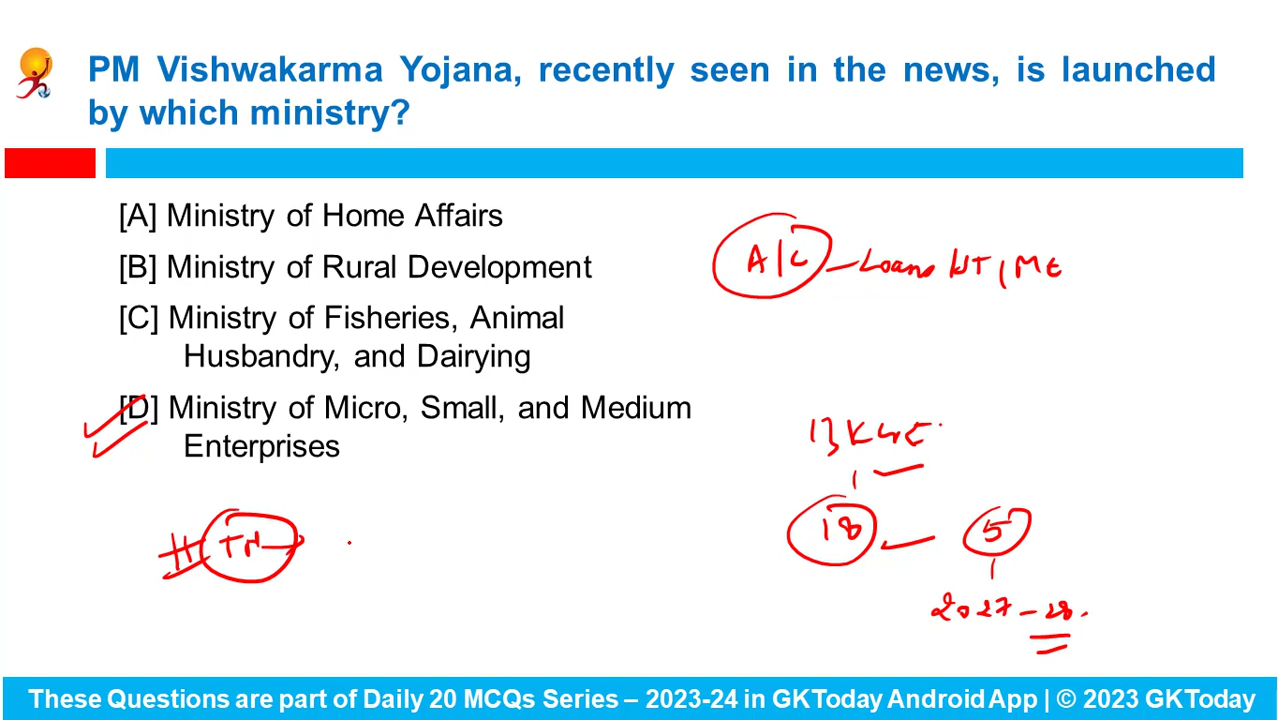 PM Vishwakarma Yojana, recently seen in the news, is launched
by which ministry?
[A] Ministry of Home Affairs
[B] Ministry of Rural Development
[C] Ministry of Fisheries, Animal
Husbandry, and Dairying
[D] Ministry of Micro, Small, and Medium
Enterprises
A/C Loans
18
5
2027-28.
These Questions are part of Daily 20 MCQs Series – 2023-24 in GKToday Android App | © 2023 GKToday